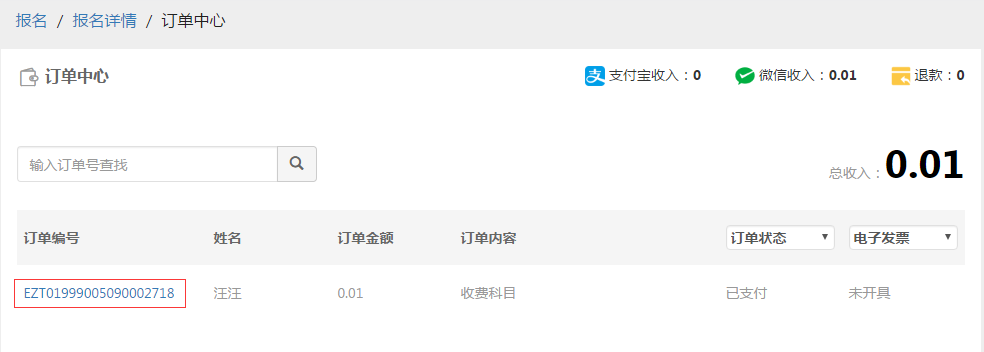 报名 / 报名详情 / 订单中心
订单中心 支付宝收入：0 微信收入：0.01 退款：0
输入订单号查找 总收入：0.01
订单编号 姓名 订单金额 订单内容 订单状态 电子发票
EZT01999005090002718 汪汪 0.01 收费科目 已支付 未开具